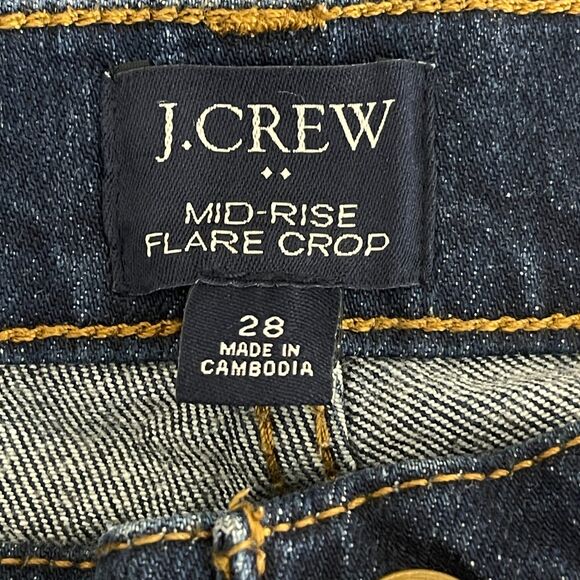 J.CREW
MID-RISE
FLARE CROP
28
MADE IN
CAMBODIA